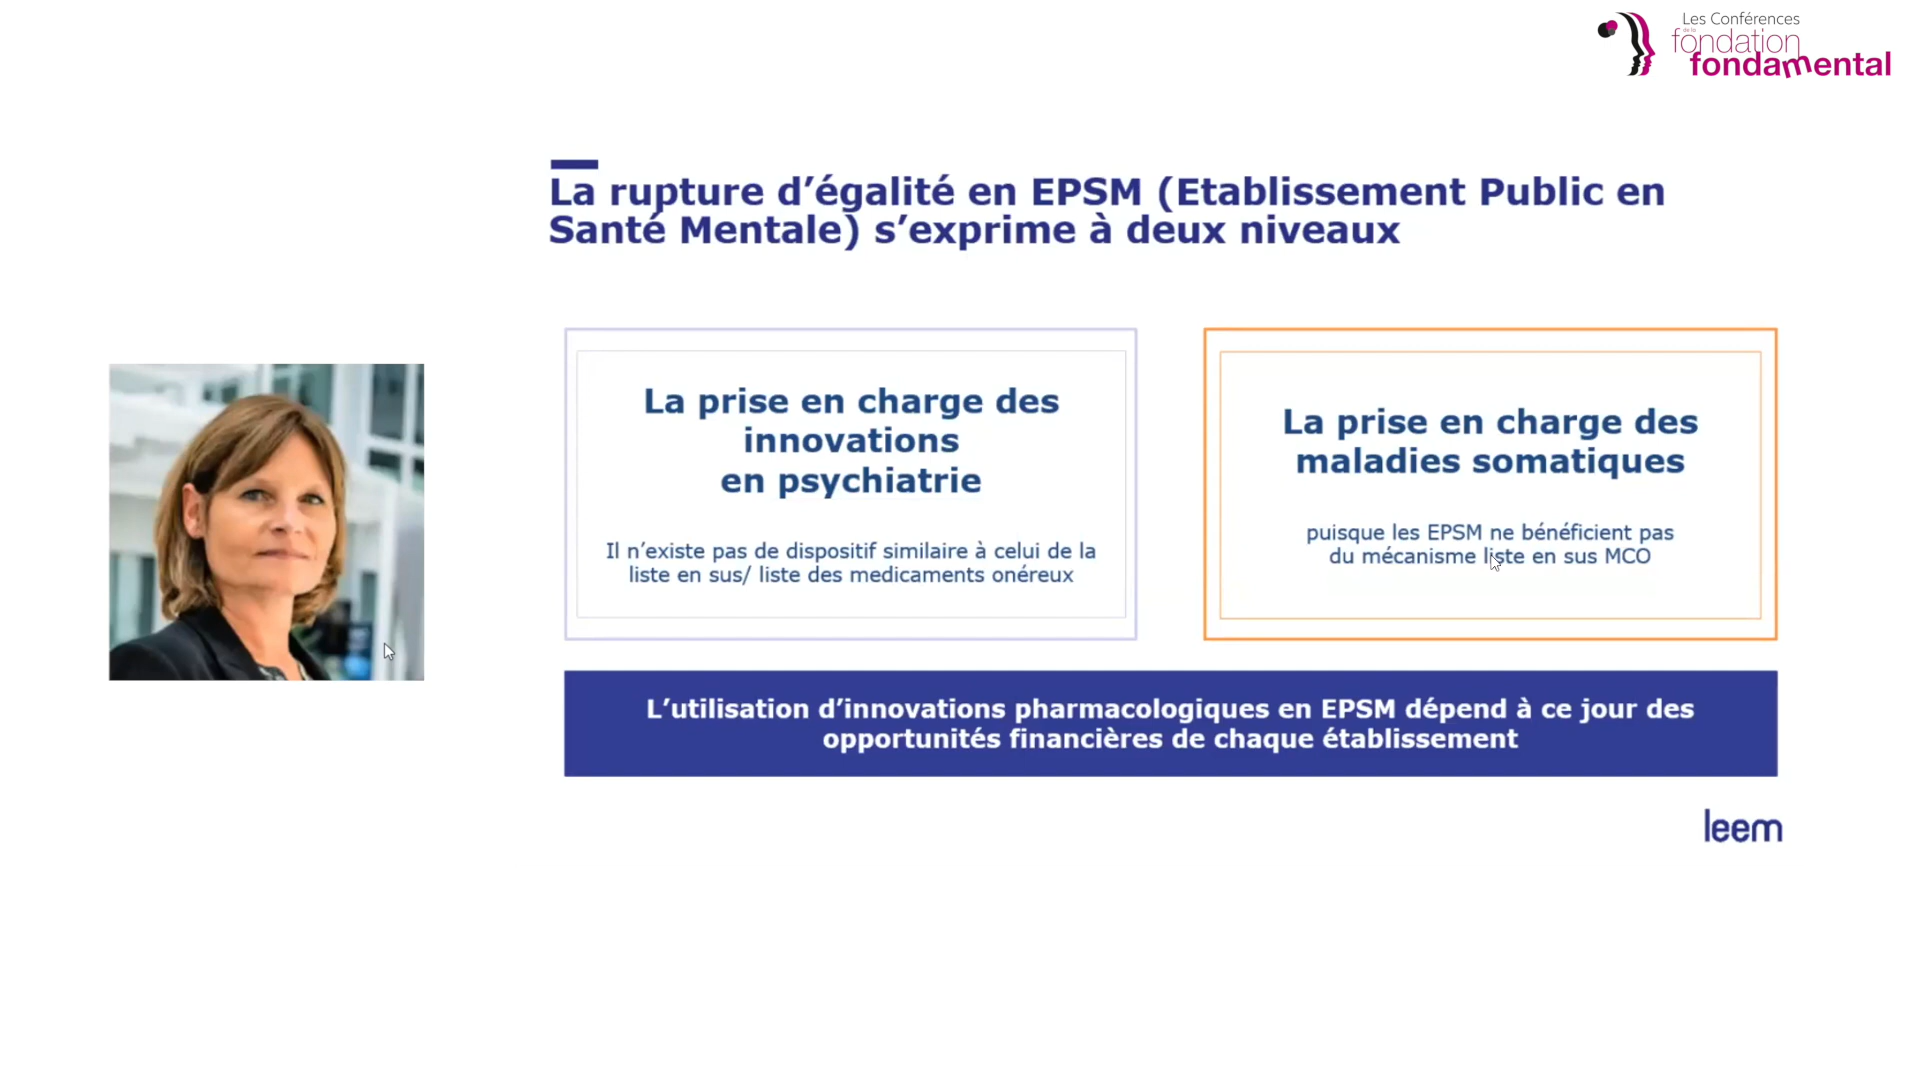 Les Conférences
de la
fondation
fondamental
La rupture d’égalité en EPSM (Etablissement Public en
Santé Mentale) s’exprime à deux niveaux
La prise en charge des
innovations
en psychiatrie
Il n’existe pas de dispositif similaire à celui de la
liste en sus/ liste des medicaments onéreux
La prise en charge des
maladies somatiques
puisque les EPSM ne bénéficient pas
du mécanisme liste en sus MCO
L’utilisation d’innovations pharmacologiques en EPSM dépend à ce jour des
opportunités financières de chaque établissement
leem